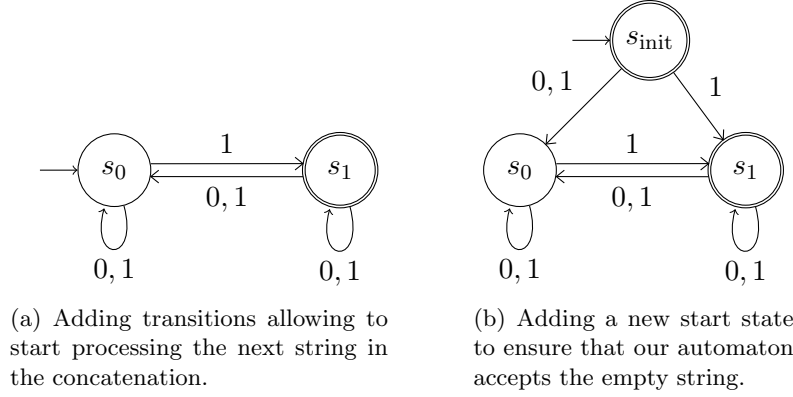 s_init
0, 1
1
s_0
1
0, 1
s_1
0, 1
0, 1
s_0
1
0, 1
s_1
0, 1
0, 1
(a) Adding transitions allowing to
start processing the next string in
the concatenation.
(b) Adding a new start state
to ensure that our automaton
accepts the empty string.